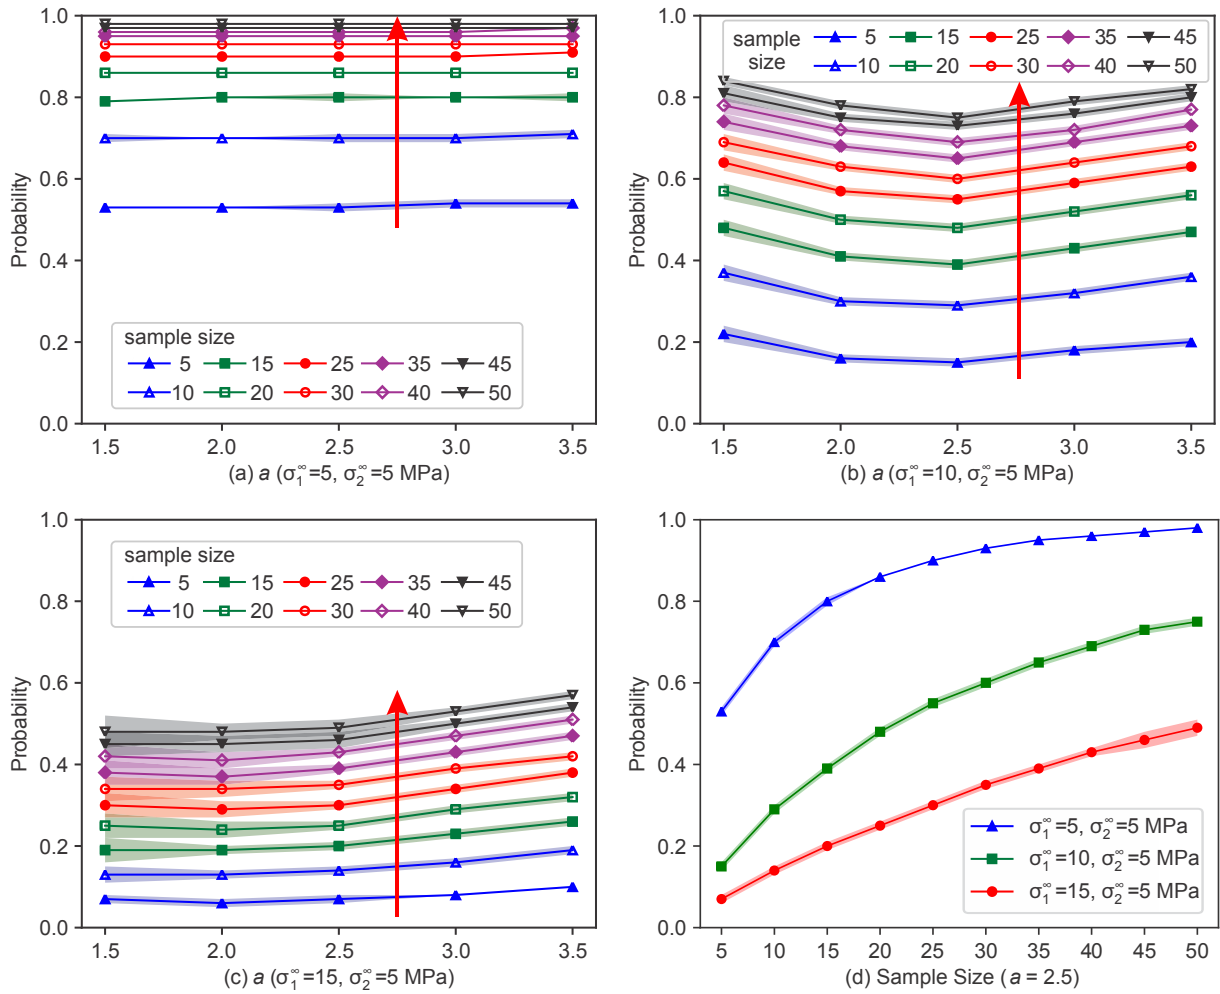 1.0
0.8
0.6
0.4
0.2
0.0
Probability
sample size
5 15 25 35 45
10 20 30 40 50
1.5 2.0 2.5 3.0 3.5
(a) a (σ₁^∞=5, σ₂^∞=5 MPa)
1.0
0.8
0.6
0.4
0.2
0.0
Probability
sample
size
5 15 25 35 45
10 20 30 40 50
1.5 2.0 2.5 3.0 3.5
(b) a (σ₁^∞=10, σ₂^∞=5 MPa)
1.0
0.8
0.6
0.4
0.2
0.0
Probability
sample size
5 15 25 35 45
10 20 30 40 50
1.5 2.0 2.5 3.0 3.5
(c) a (σ₁^∞=15, σ₂^∞=5 MPa)
1.0
0.8
0.6
0.4
0.2
0.0
Probability
σ₁^∞=5, σ₂^∞=5 MPa
σ₁^∞=10, σ₂^∞=5 MPa
σ₁^∞=15, σ₂^∞=5 MPa
5 10 15 20 25 30 35 40 45 50
(d) Sample Size (a = 2.5)